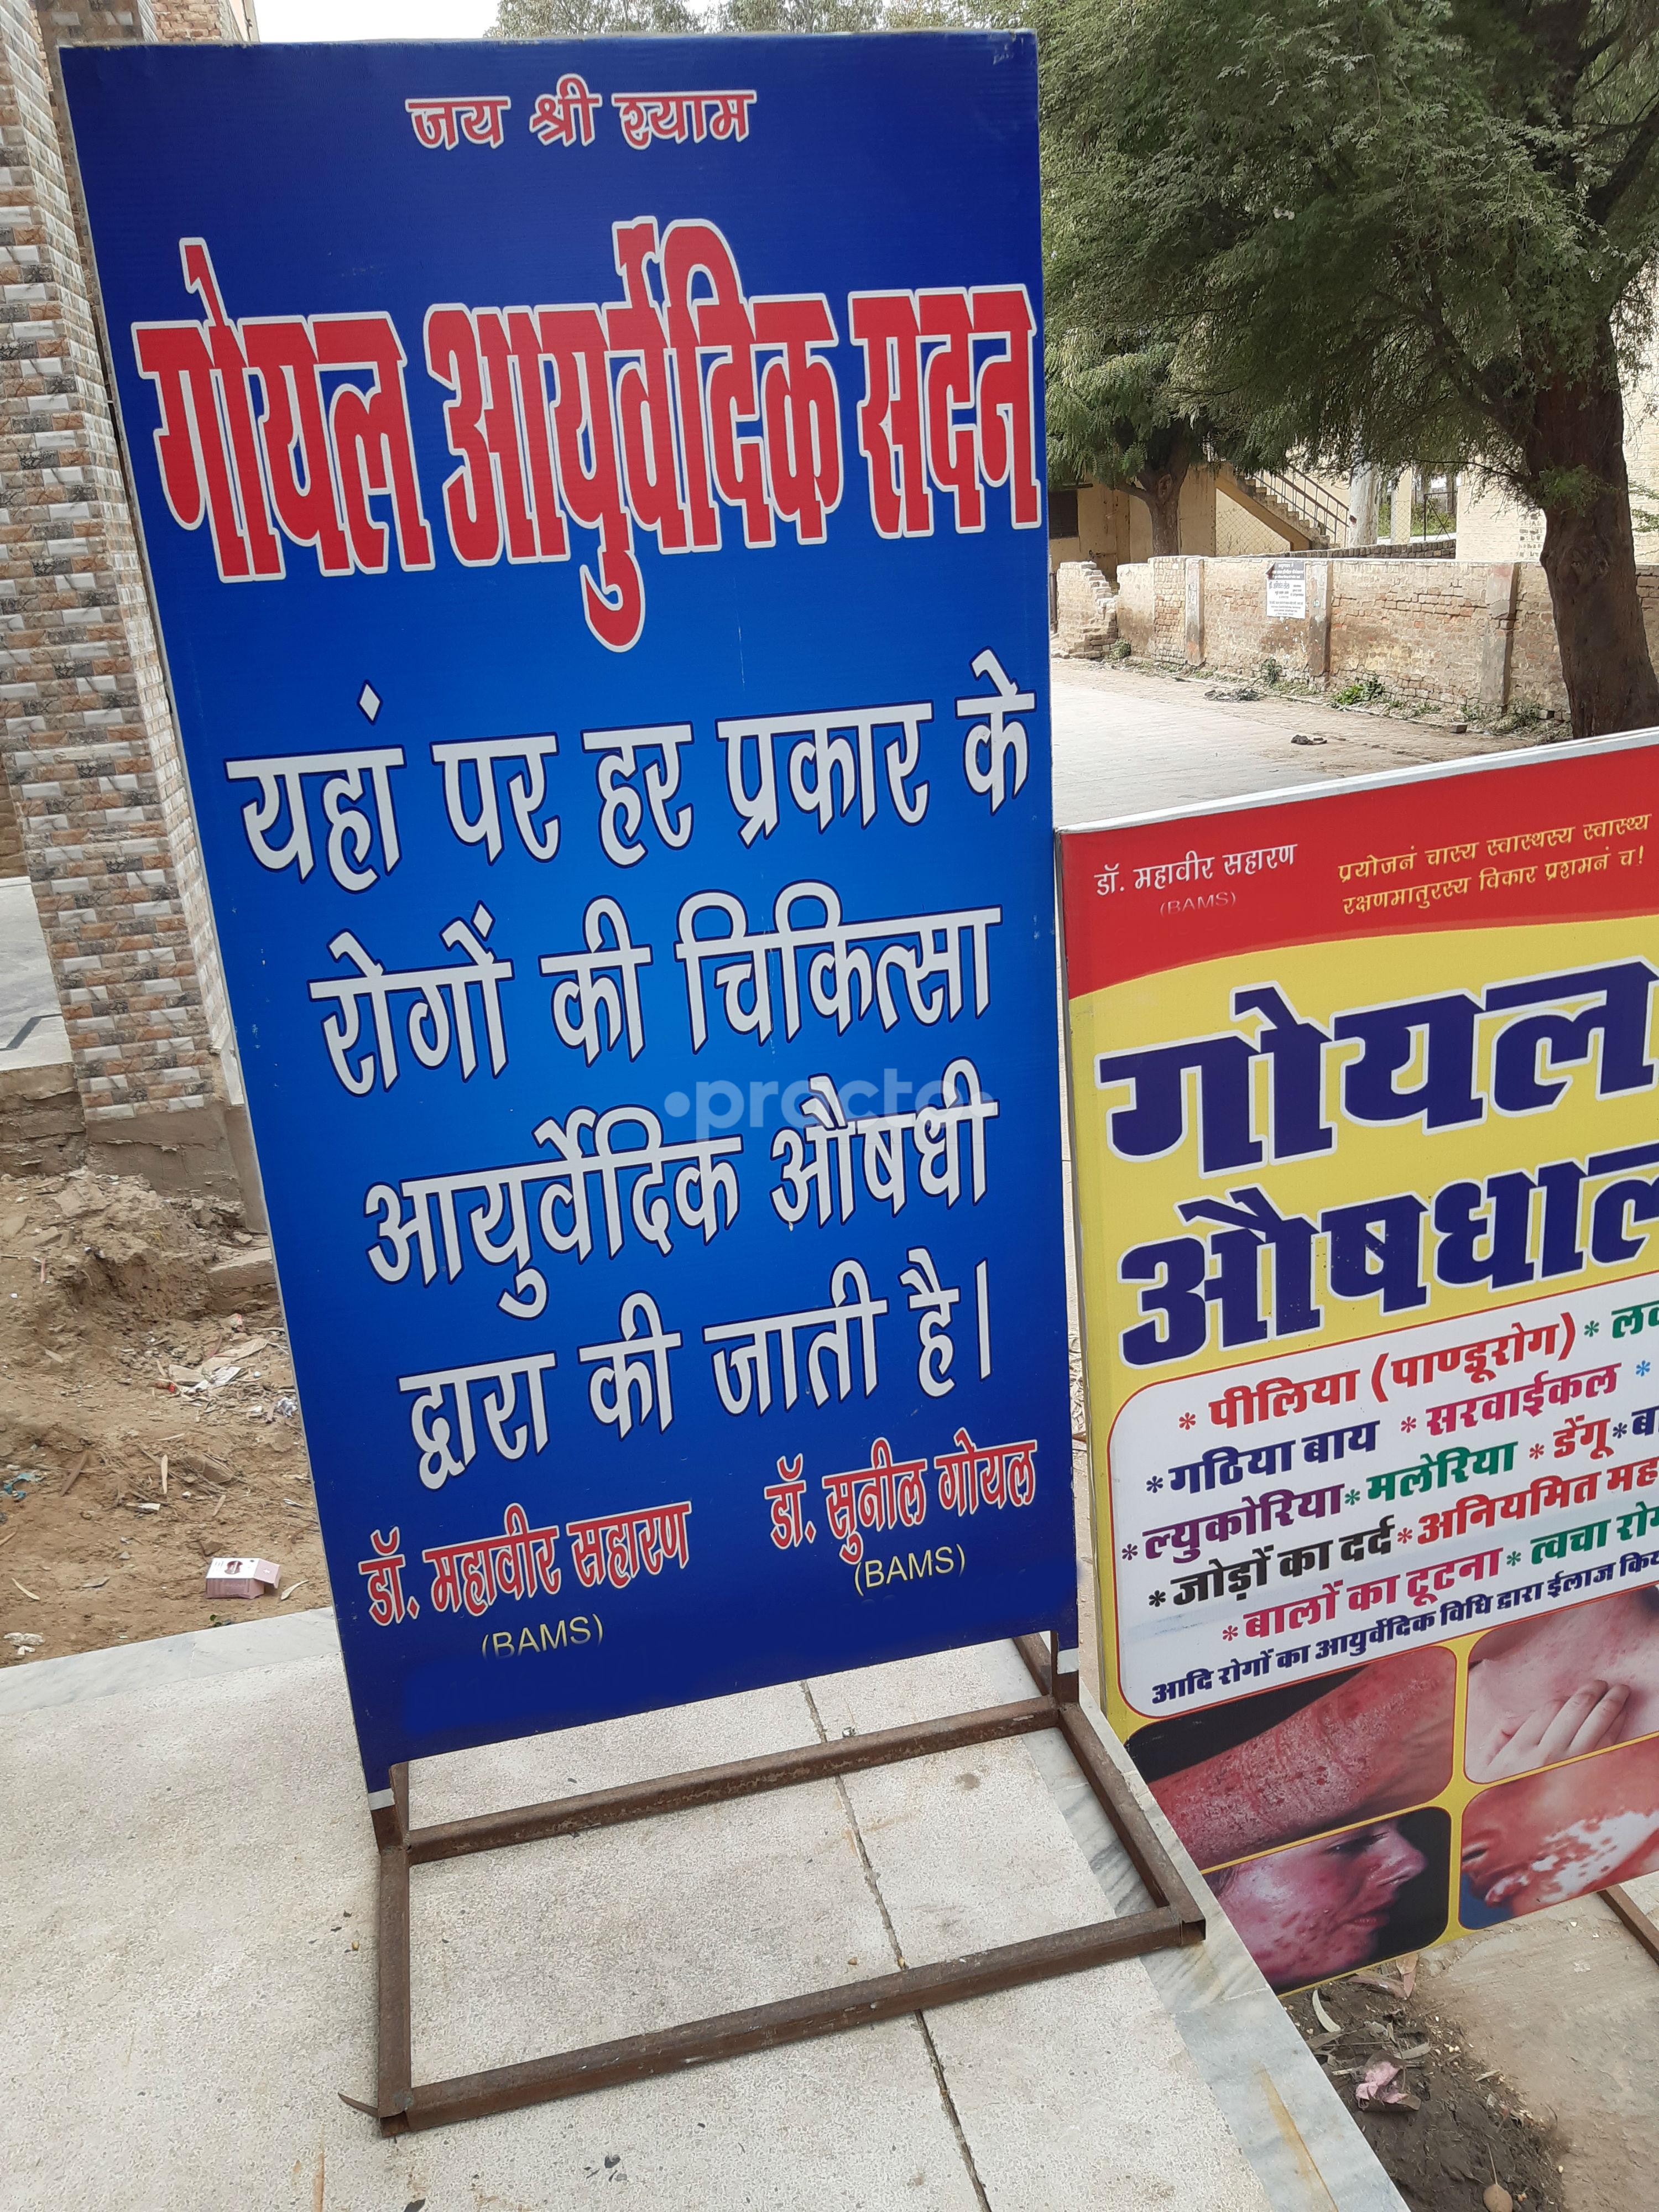 जय श्री श्याम
गोयल आयुर्वेदिक सदन
यहां पर हर प्रकार के
रोगों की चिकित्सा
आयुर्वेदिक औषधी
द्वारा की जाती है।
डॉ. महावीर सहारण
(BAMS)
डॉ. सुनील गोयल
(BAMS)
•practo•
डॉ. महावीर सहारण
(BAMS)
प्रयोजनं चास्य स्वास्थस्य स्वास्थ्य
रक्षणमातुरस्य विकार प्रशमनं च!
गोयल
औषधाल
* पीलिया (पाण्डूरोग) *
* गठिया बाय * सरवाईकल *
* ल्युकोरिया * मलेरिया * डेंगू *
* जोड़ों का दर्द * अनियमित
* बालों का टूटना * त्वचा
आदि रोगों का आयुर्वेदिक विधि द्वारा ईलाज